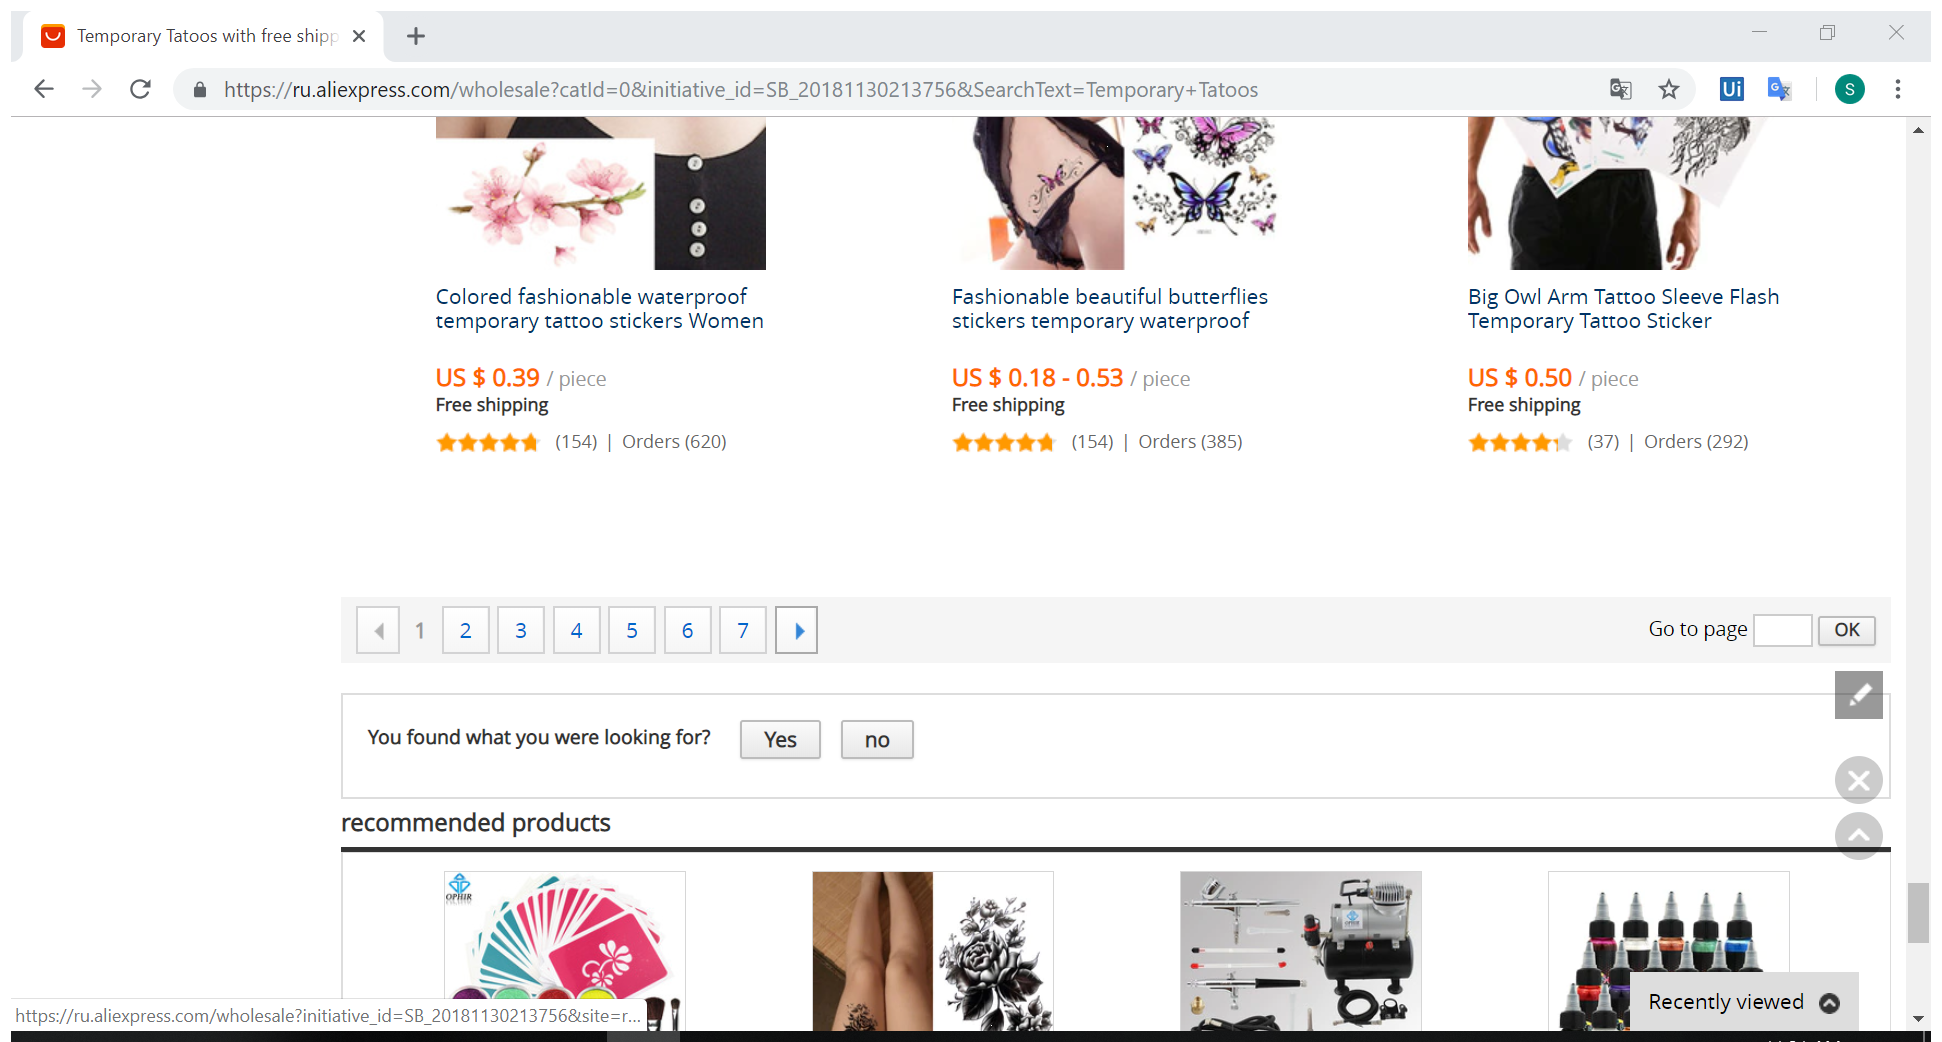 Temporary Tatoos with free shipp
https://ru.aliexpress.com/wholesale?catId=0&initiative_id=SB_20181130213756&SearchText=Temporary+Tatoos
Ui
G
S
Colored fashionable waterproof
temporary tattoo stickers Women
US $ 0.39 / piece
Free shipping
(154) | Orders (620)
Fashionable beautiful butterflies
stickers temporary waterproof
US $ 0.18 - 0.53 / piece
Free shipping
(154) | Orders (385)
Big Owl Arm Tattoo Sleeve Flash
Temporary Tattoo Sticker
US $ 0.50 / piece
Free shipping
(37) | Orders (292)
1 2 3 4 5 6 7
Go to page OK
You found what you were looking for? Yes no
recommended products
OPHIR
Recently viewed
https://ru.aliexpress.com/wholesale?initiative_id=SB_20181130213756&site=r...